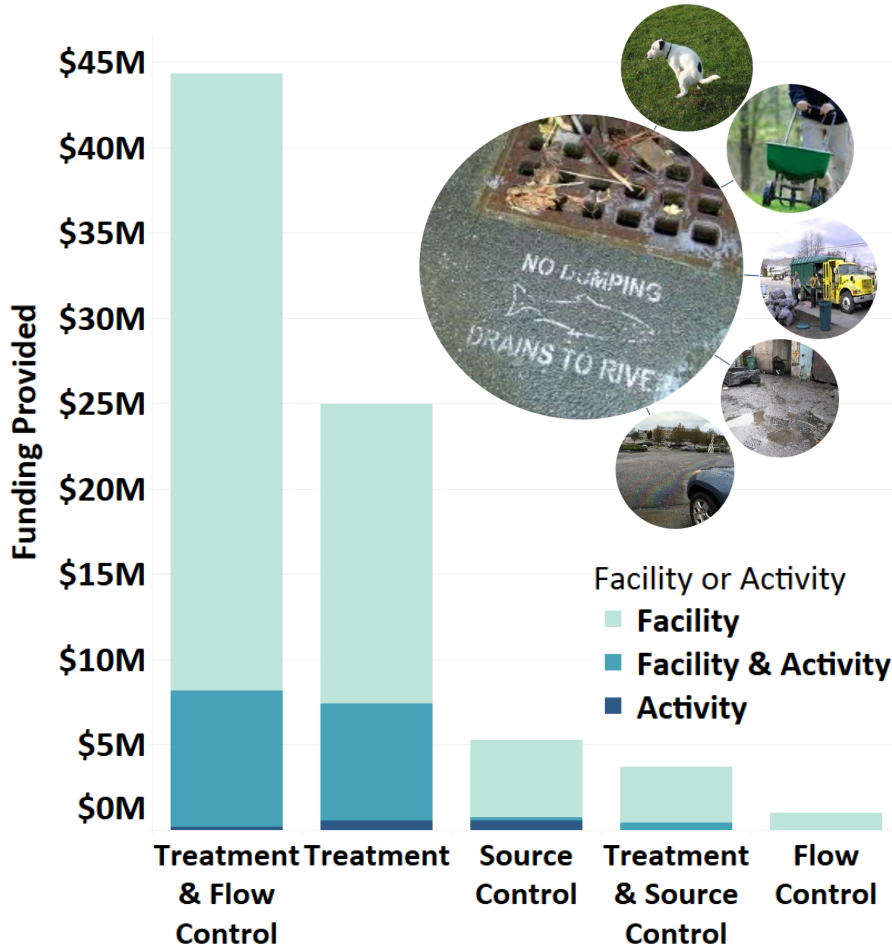 $45M
$40M
$35M
$30M
$25M
$20M
$15M
$10M
$5M
$0M
Funding Provided
NO DUMPING
DRAINS TO RIVE
Facility or Activity
Facility
Facility & Activity
Activity
Treatment & Flow Control
Treatment
Source Control
Treatment & Source Control
Flow Control